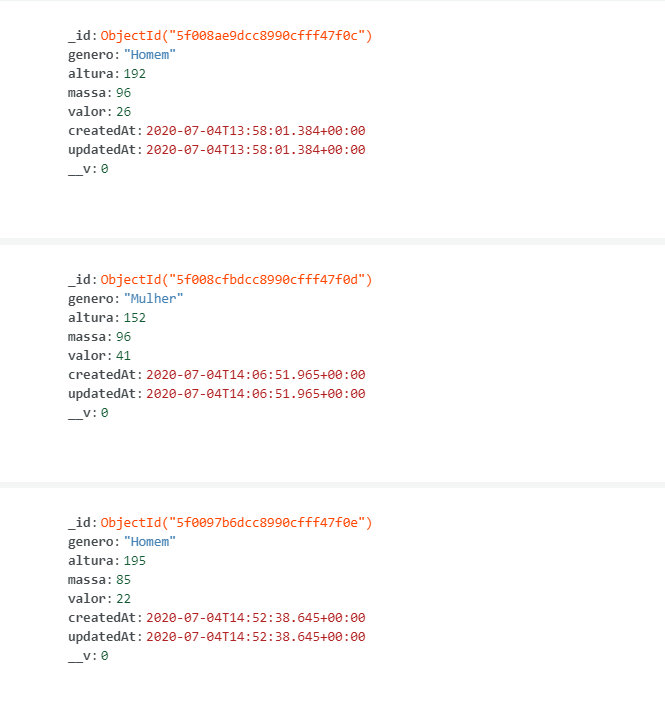 _id: ObjectId("5f008ae9dcc8990cfff47f0c")
genero: "Homem"
altura: 192
massa: 96
valor: 26
createdAt: 2020-07-04T13:58:01.384+00:00
updatedAt: 2020-07-04T13:58:01.384+00:00
__v: 0
_id: ObjectId("5f008cfbdcc8990cfff47f0d")
genero: "Mulher"
altura: 152
massa: 96
valor: 41
createdAt: 2020-07-04T14:06:51.965+00:00
updatedAt: 2020-07-04T14:06:51.965+00:00
__v: 0
_id: ObjectId("5f0097b6dcc8990cfff47f0e")
genero: "Homem"
altura: 195
massa: 85
valor: 22
createdAt: 2020-07-04T14:52:38.645+00:00
updatedAt: 2020-07-04T14:52:38.645+00:00
__v: 0